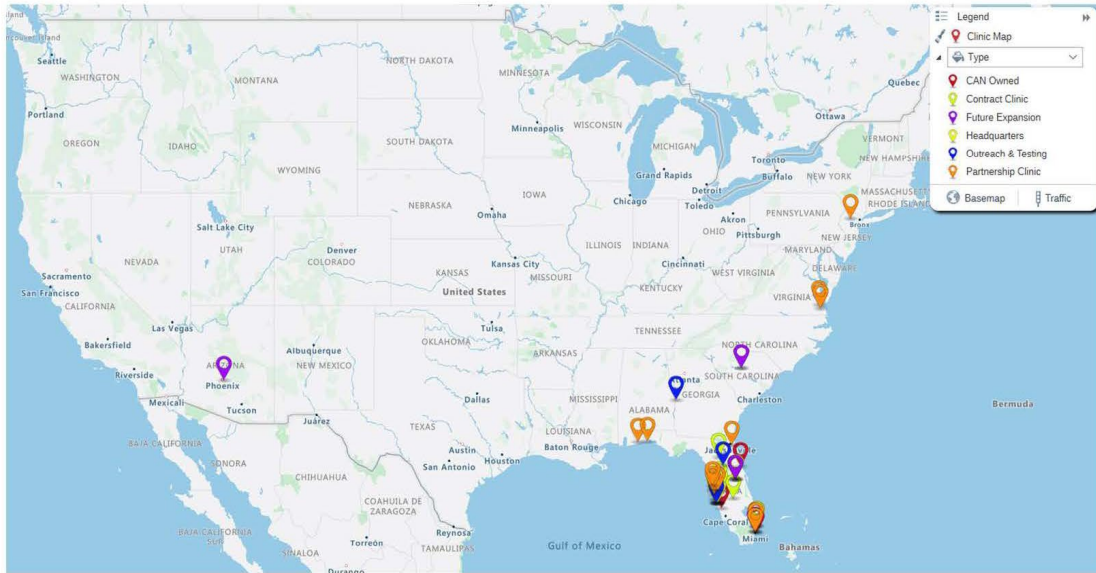 Legend
Clinic Map
Type
CAN Owned
Contract Clinic
Future Expansion
Headquarters
Outreach & Testing
Partnership Clinic
Basemap
Traffic
Seattle
WASHINGTON
Portland
OREGON
IDAHO
MONTANA
NORTH DAKOTA
MINNESOTA
Minneapolis
SOUTH DAKOTA
WISCONSIN
MICHIGAN
Grand Rapids
Detroit
Toledo
Toronto
Buffalo
Ottawa
Quebec
VERMONT
NEW HAMPSHIRE
NEW YORK
MASSACHUSETT
RHODE ISLAND
WYOMING
IOWA
Chicago
NEBRASKA
Omaha
Akron
Pittsburgh
PENNSYLVANIA
Bronx
NEW JERSEY
OHIO
MARYLAND
DELAWARE
Salt Lake City
NEVADA
UTAH
Denver
COLORADO
KANSAS
Kansas City
MISSOURI
ILLINOIS
INDIANA
Cincinnati
WEST VIRGINIA
VIRGINIA
KENTUCKY
Sacramento
San Francisco
CALIFORNIA
United States
Las Vegas
Bakersfield
Riverside
Mexicali
Phoenix
Tucson
Albuquerque
NEW MEXICO
OKLAHOMA
Tulsa
ARKANSAS
TENNESSEE
NORTH CAROLINA
SOUTH CAROLINA
Charleston
GEORGIA
ALABAMA
MISSISSIPPI
LOUISIANA
Baton Rouge
Dallas
TEXAS
Austin
San Antonio
Houston
Juárez
BAJA CALIFORNIA
SONORA
CHIHUAHUA
COAHUILA DE
ZARAGOZA
Reynosa
TAMAULIPAS
Torreón
SINALOA
Durango
Gulf of Mexico
Cape Coral
Miami
Bahamas
Bermuda